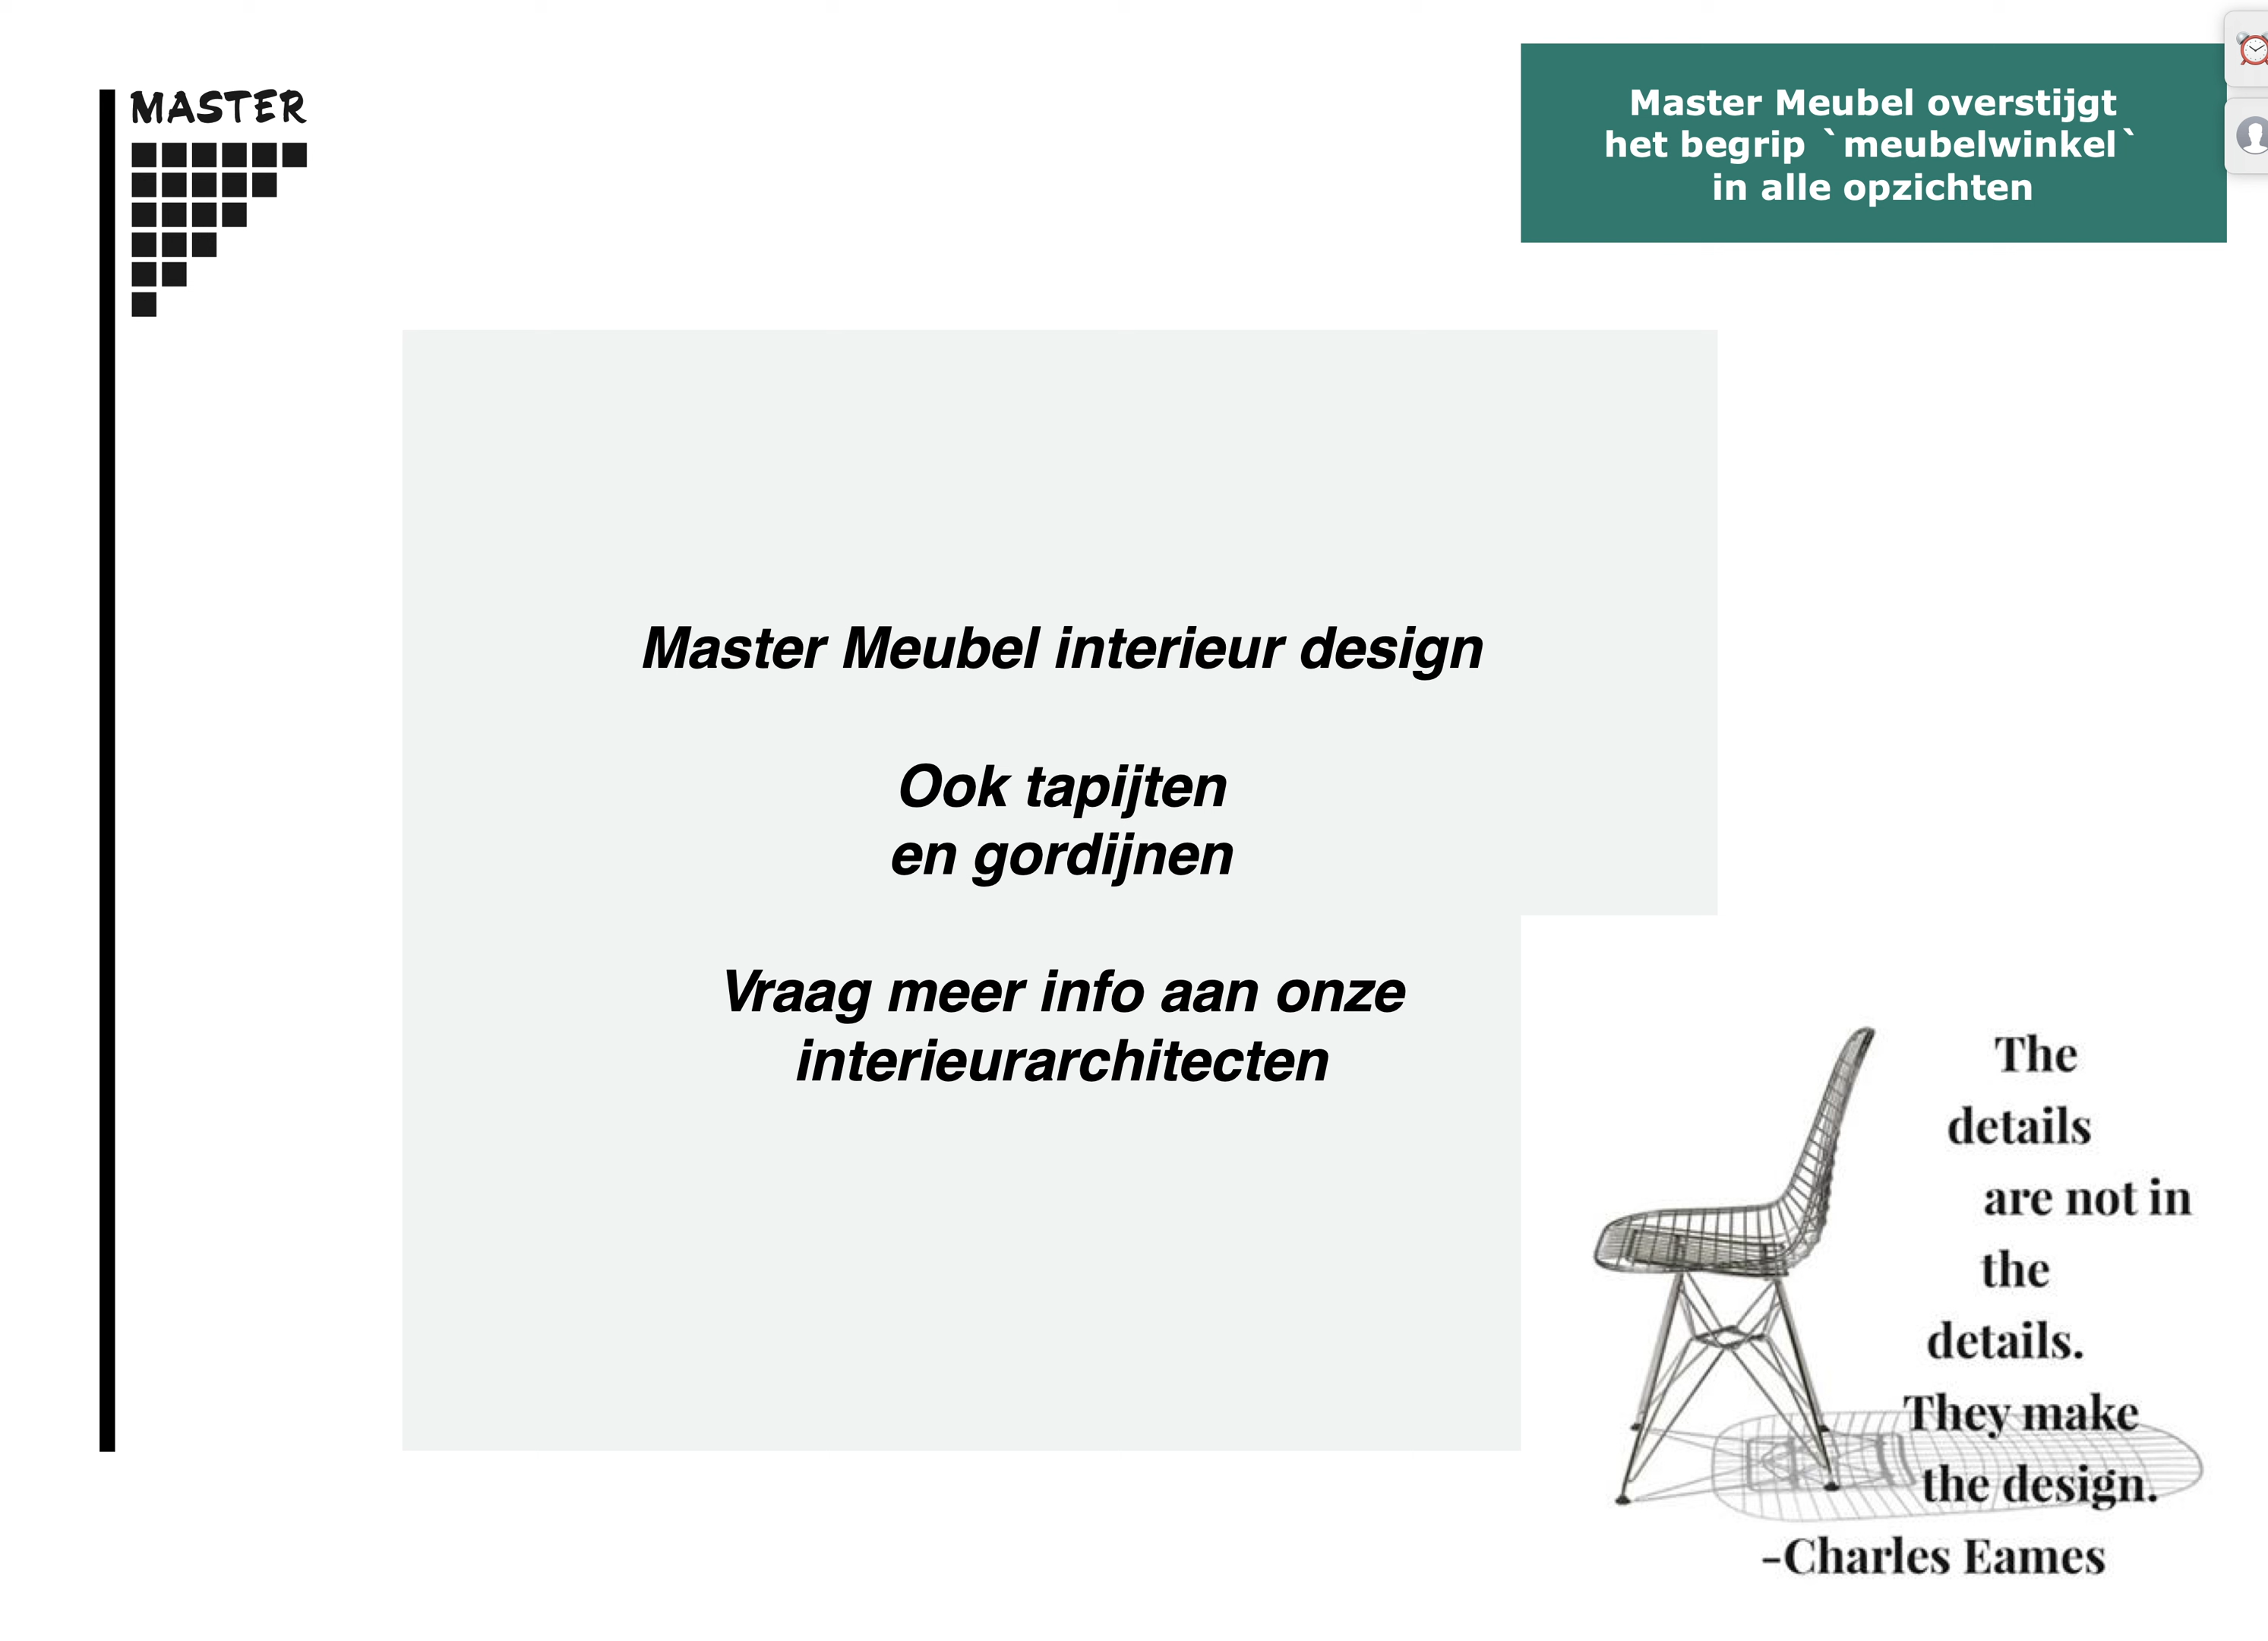 MASTER
Master Meubel overstijgt
het begrip `meubelwinkel`
in alle opzichten
Master Meubel interieur design
Ook tapijten
en gordijnen
Vraag meer info aan onze
interieurarchitecten
The
details
are not in
the
details.
They make
the design.
-Charles Eames